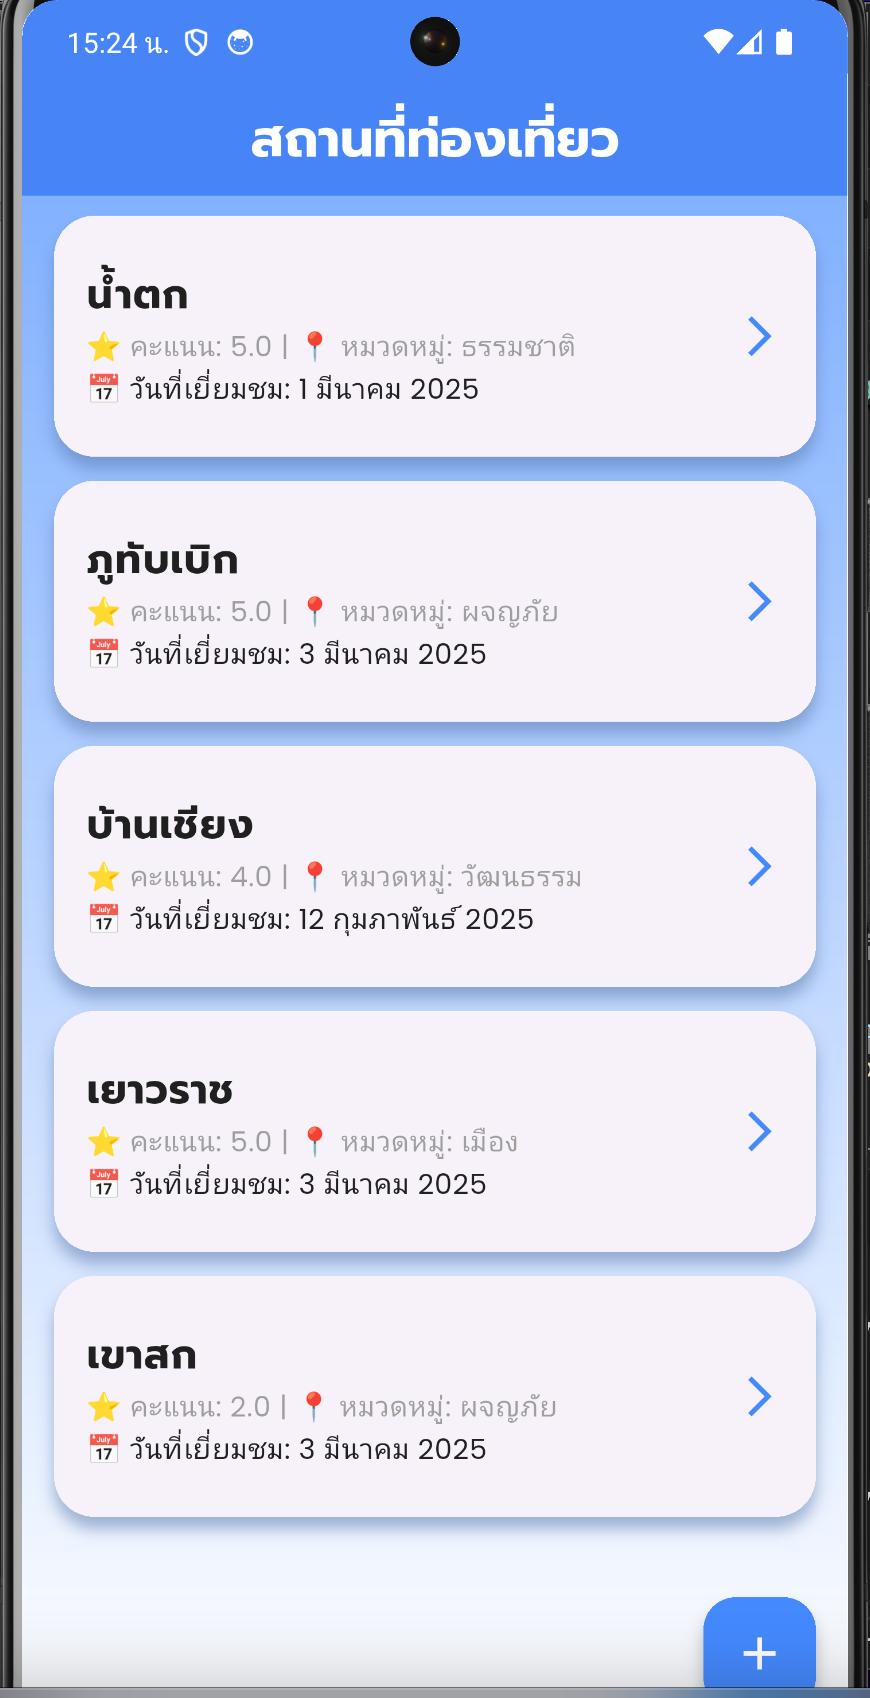 15:24 น.
สถานที่ท่องเที่ยว
น้ำตก
⭐ คะแนน: 5.0 | 📍 หมวดหมู่: ธรรมชาติ
📅 วันที่เยี่ยมชม: 1 มีนาคม 2025
ภูทับเบิก
⭐ คะแนน: 5.0 | 📍 หมวดหมู่: ผจญภัย
📅 วันที่เยี่ยมชม: 3 มีนาคม 2025
บ้านเชียง
⭐ คะแนน: 4.0 | 📍 หมวดหมู่: วัฒนธรรม
📅 วันที่เยี่ยมชม: 12 กุมภาพันธ์ 2025
เยาวราช
⭐ คะแนน: 5.0 | 📍 หมวดหมู่: เมือง
📅 วันที่เยี่ยมชม: 3 มีนาคม 2025
เขาสก
⭐ คะแนน: 2.0 | 📍 หมวดหมู่: ผจญภัย
📅 วันที่เยี่ยมชม: 3 มีนาคม 2025
+